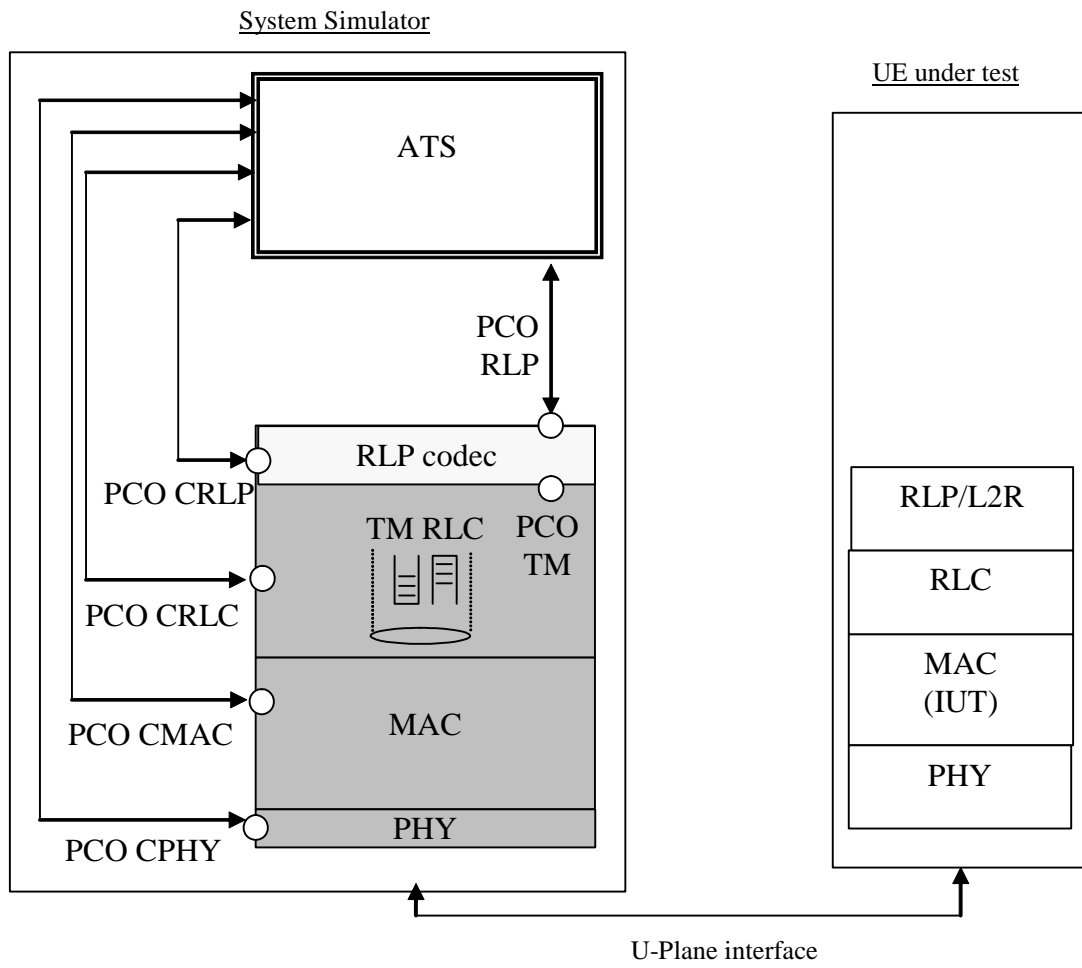 System Simulator
UE under test
ATS
PCO
RLP
RLP codec
PCO CRLP
TM RLC
PCO
TM
PCO CRLC
MAC
PCO CMAC
PHY
PCO CPHY
RLP/L2R
RLC
MAC
(IUT)
PHY
U-Plane interface